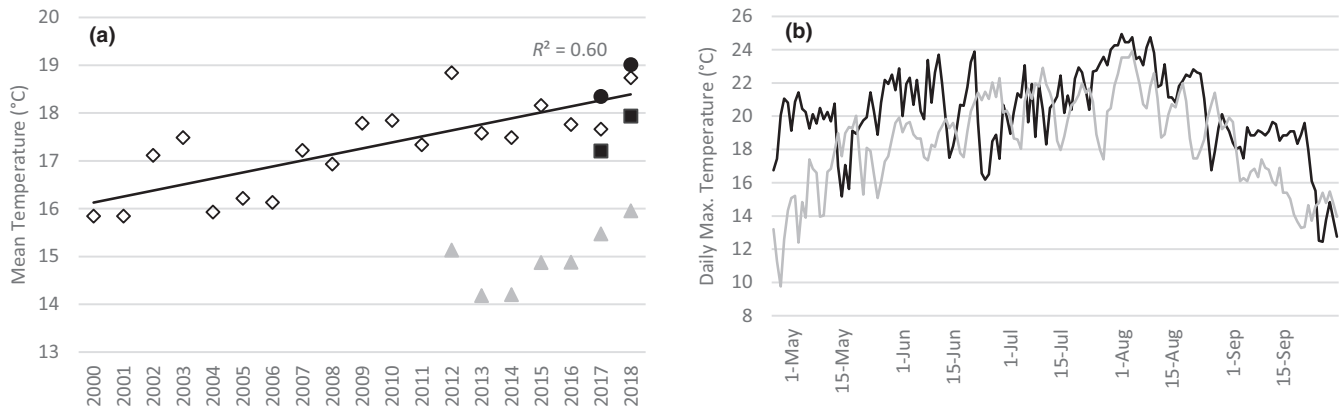 (a)
R² = 0.60
Mean Temperature (°C)
20
19
18
17
16
15
14
13
2000
2001
2002
2003
2004
2005
2006
2007
2008
2009
2010
2011
2012
2013
2014
2015
2016
2017
2018
(b)
Daily Max. Temperature (°C)
26
24
22
20
18
16
14
12
10
8
1-May
15-May
1-Jun
15-Jun
1-Jul
15-Jul
1-Aug
15-Aug
1-Sep
15-Sep